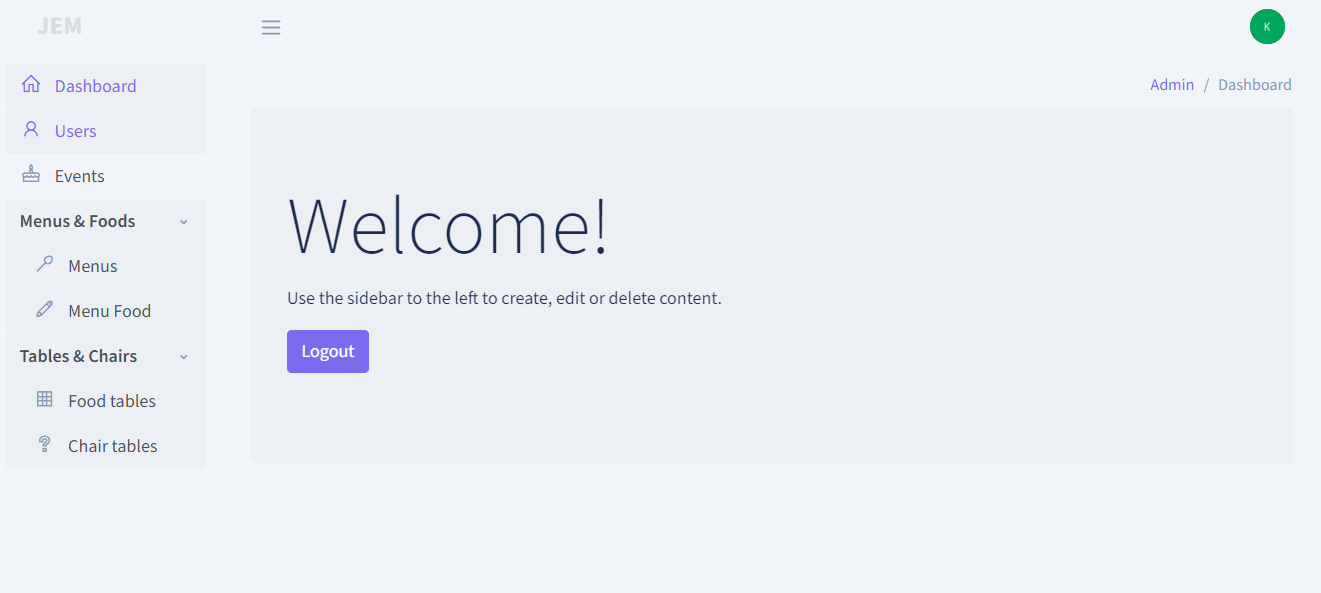 JEM
K
Admin / Dashboard
Dashboard
Users
Events
Menus & Foods
Menus
Menu Food
Tables & Chairs
Food tables
Chair tables
Welcome!
Use the sidebar to the left to create, edit or delete content.
Logout